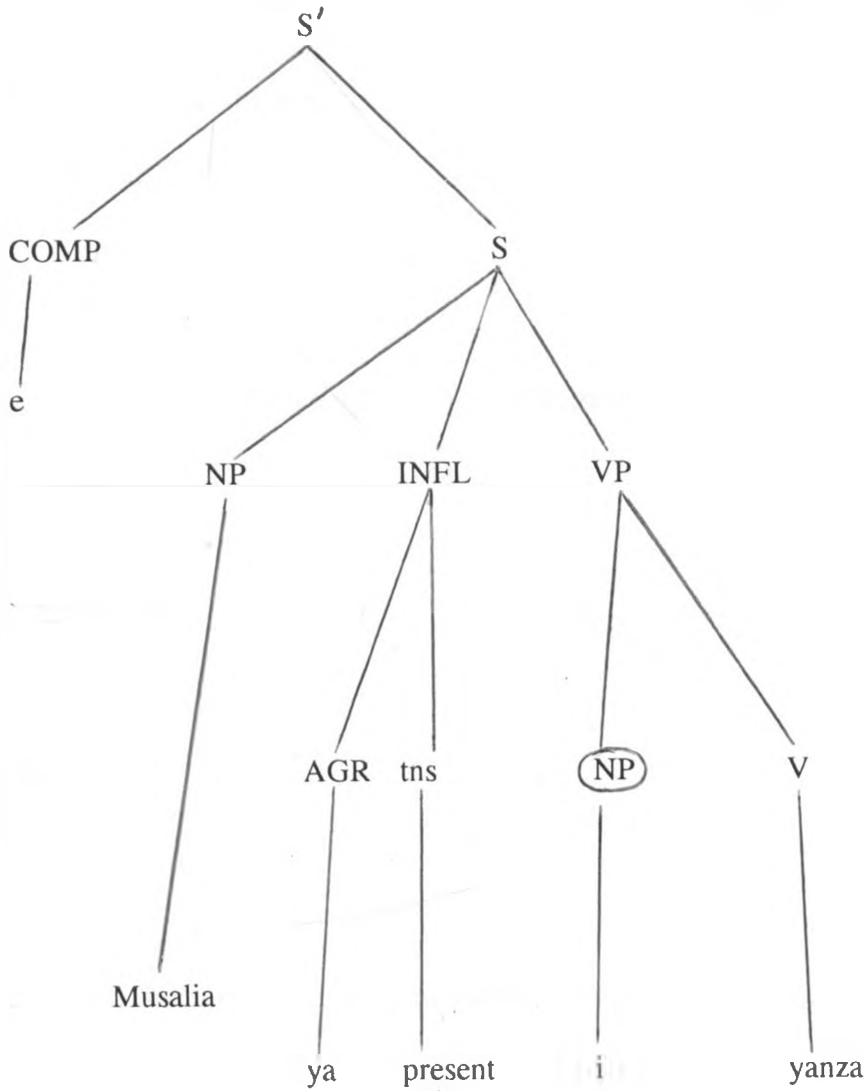 S′
COMP S
e
NP INFL VP
AGR tns NP V
Musalia
ya present i yanza